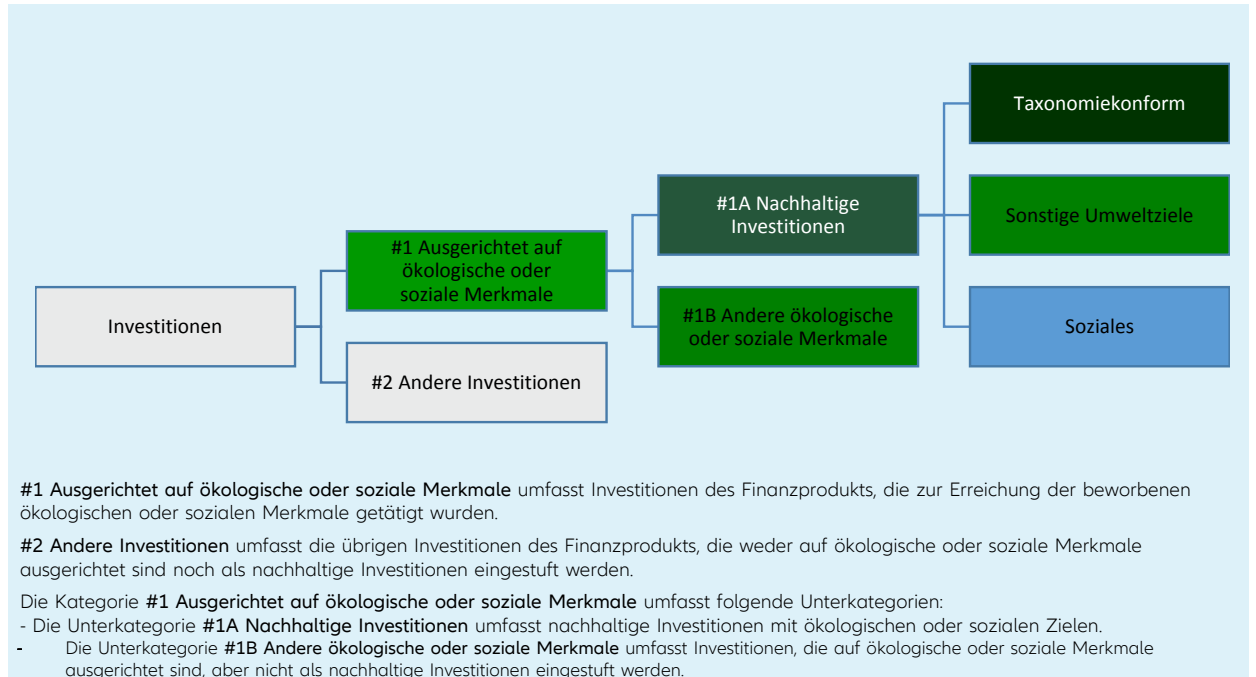 Taxonomiekonform
#1A Nachhaltige
Investitionen
Sonstige Umweltziele
#1 Ausgerichtet auf
ökologische oder
soziale Merkmale
Investitionen
#1B Andere ökologische
oder soziale Merkmale
Soziales
#2 Andere Investitionen
#1 Ausgerichtet auf ökologische oder soziale Merkmale umfasst Investitionen des Finanzprodukts, die zur Erreichung der beworbenen
ökologischen oder sozialen Merkmale getätigt wurden.
#2 Andere Investitionen umfasst die übrigen Investitionen des Finanzprodukts, die weder auf ökologische oder soziale Merkmale
ausgerichtet sind noch als nachhaltige Investitionen eingestuft werden.
Die Kategorie #1 Ausgerichtet auf ökologische oder soziale Merkmale umfasst folgende Unterkategorien:
- Die Unterkategorie #1A Nachhaltige Investitionen umfasst nachhaltige Investitionen mit ökologischen oder sozialen Zielen.
- Die Unterkategorie #1B Andere ökologische oder soziale Merkmale umfasst Investitionen, die auf ökologische oder soziale Merkmale
ausgerichtet sind, aber nicht als nachhaltige Investitionen eingestuft werden.